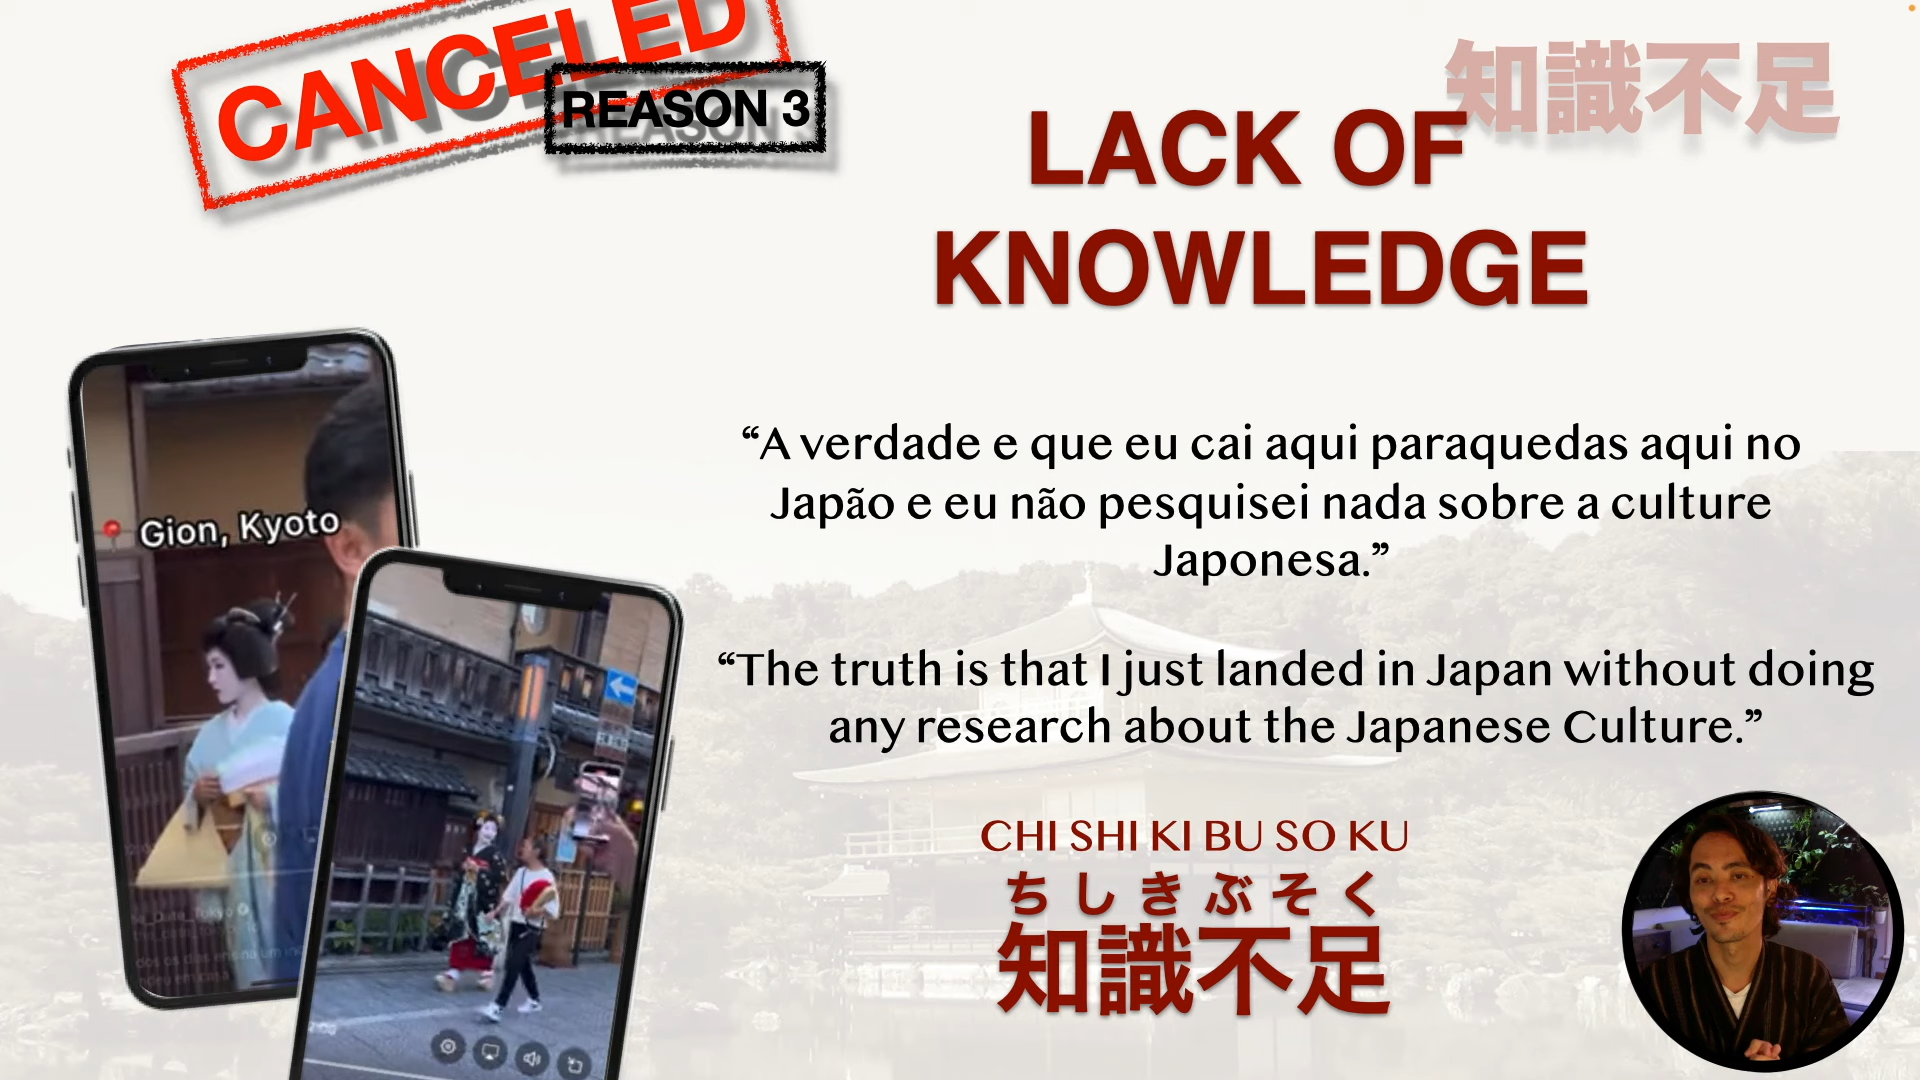 CANCELED
REASON 3
知識不足
LACK OF
KNOWLEDGE
Gion, Kyoto
“A verdade e que eu cai aqui paraquedas aqui no
Japão e eu não pesquisei nada sobre a culture
Japonesa.”
“The truth is that I just landed in Japan without doing
any research about the Japanese Culture.”
CHI SHI KI BU SO KU
ちしきぶそく
知識不足